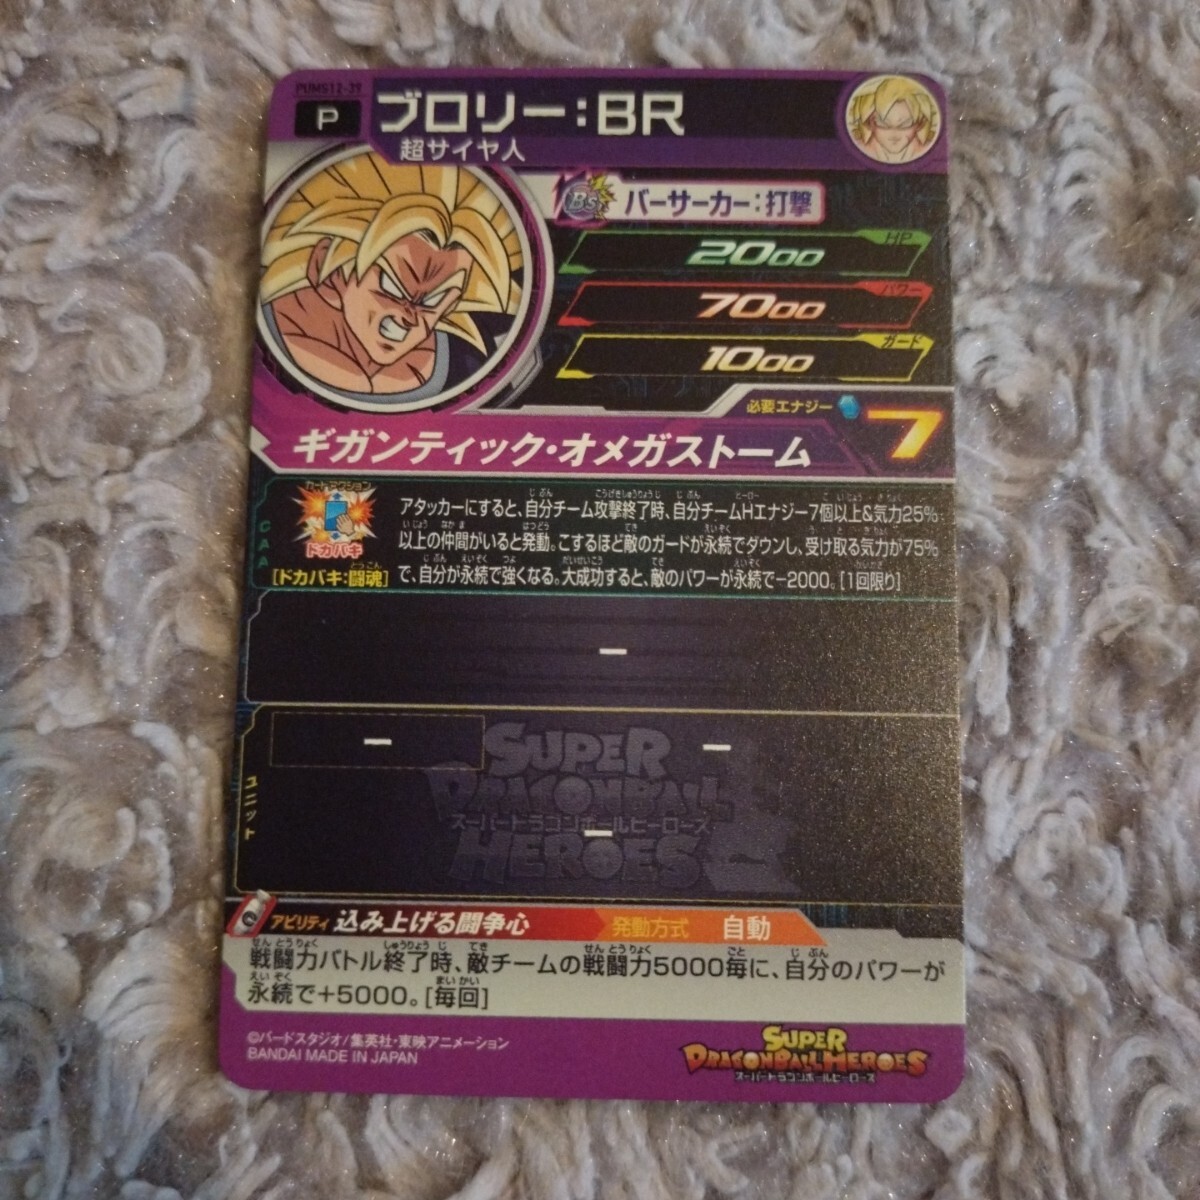 PUMS12-39
P
ブロリー:BR
超サイヤ人
Bs
バーサーカー:打撃
2000
HP
7000
パワー
1000
ガード
必要エナジー
7
ギガンティック・オメガストーム
CAA
カードアクション
ドカバキ
[ドカバキ:闘魂]
アタッカーにすると、自分チーム攻撃終了時、自分チームHエナジー7個以上&気力25%
以上の仲間がいると発動。こするほど敵のガードが永続でダウンし、受け取る気力が75%
で、自分が永続で強くなる。大成功すると、敵のパワーが永続で-2000。[1回限り]
ー
ユニット
ー
ー
ー
SUPER
DRAGONBALL
スーパードラゴンボールヒーローズ
HEROES
アビリティ 込み上げる闘争心
発動方式 自動
戦闘力バトル終了時、敵チームの戦闘力5000毎に、自分のパワーが
永続で+5000。[毎回]
©バードスタジオ/集英社・東映アニメーション
BANDAI MADE IN JAPAN
SUPER
DRAGONBALL HEROES
スーパードラゴンボールヒーローズ